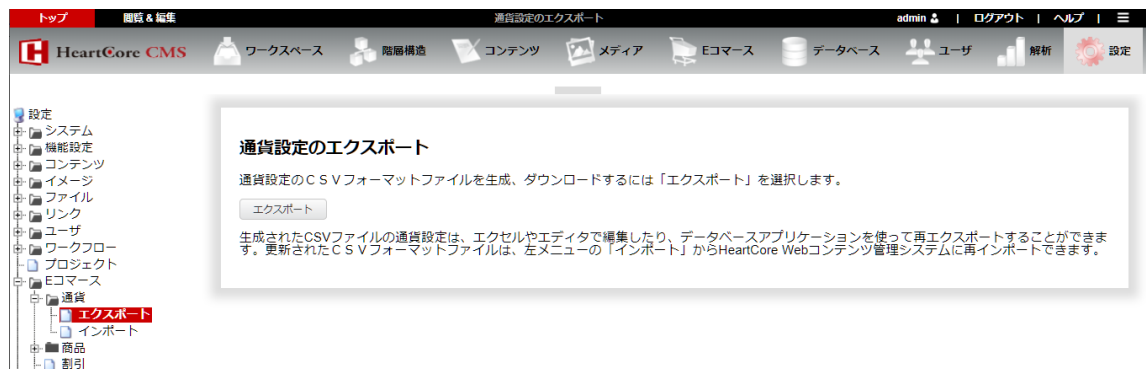 トップ 閲覧＆編集 通貨設定のエクスポート admin | ログアウト | ヘルプ |
HeartCore CMS ワークスペース 階層構造 コンテンツ メディア Eコマース データベース ユーザ 解析 設定
設定
システム
機能設定
コンテンツ
イメージ
ファイル
リンク
ユーザ
ワークフロー
プロジェクト
Eコマース
通貨
エクスポート
インポート
商品
割引
通貨設定のエクスポート
通貨設定のＣＳＶフォーマットファイルを生成、ダウンロードするには「エクスポート」を選択します。
エクスポート
生成されたCSVファイルの通貨設定は、エクセルやエディタで編集したり、データベースアプリケーションを使って再エクスポートすることができま
す。更新されたＣＳＶフォーマットファイルは、左メニューの「インポート」からHeartCore Webコンテンツ管理システムに再インポートできます。